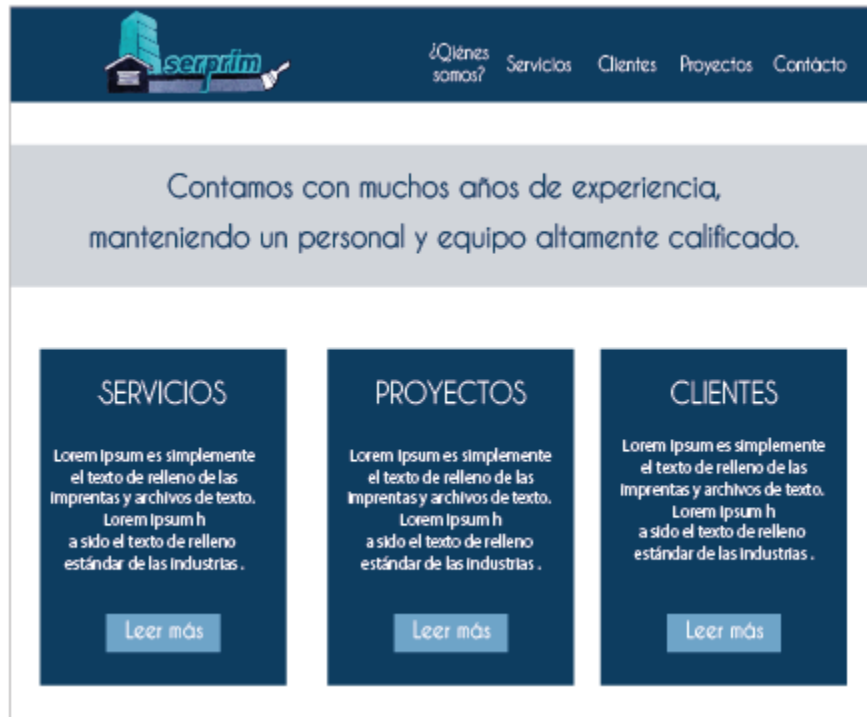 serprim
¿Qiénes
somos?
Servicios
Clientes
Proyectos
Contácto
Contamos con muchos años de experiencia,
manteniendo un personal y equipo altamente calificado.
SERVICIOS
Lorem Ipsum es simplemente
el texto de relleno de las
imprentas y archivos de texto.
Lorem Ipsum h
a sido el texto de relleno
estándar de las industrias .
Leer más
PROYECTOS
Lorem Ipsum es simplemente
el texto de relleno de las
imprentas y archivos de texto.
Lorem Ipsum h
a sido el texto de relleno
estándar de las industrias .
Leer más
CLIENTES
Lorem Ipsum es simplemente
el texto de relleno de las
imprentas y archivos de texto.
Lorem Ipsum h
a sido el texto de relleno
estándar de las industrias .
Leer más